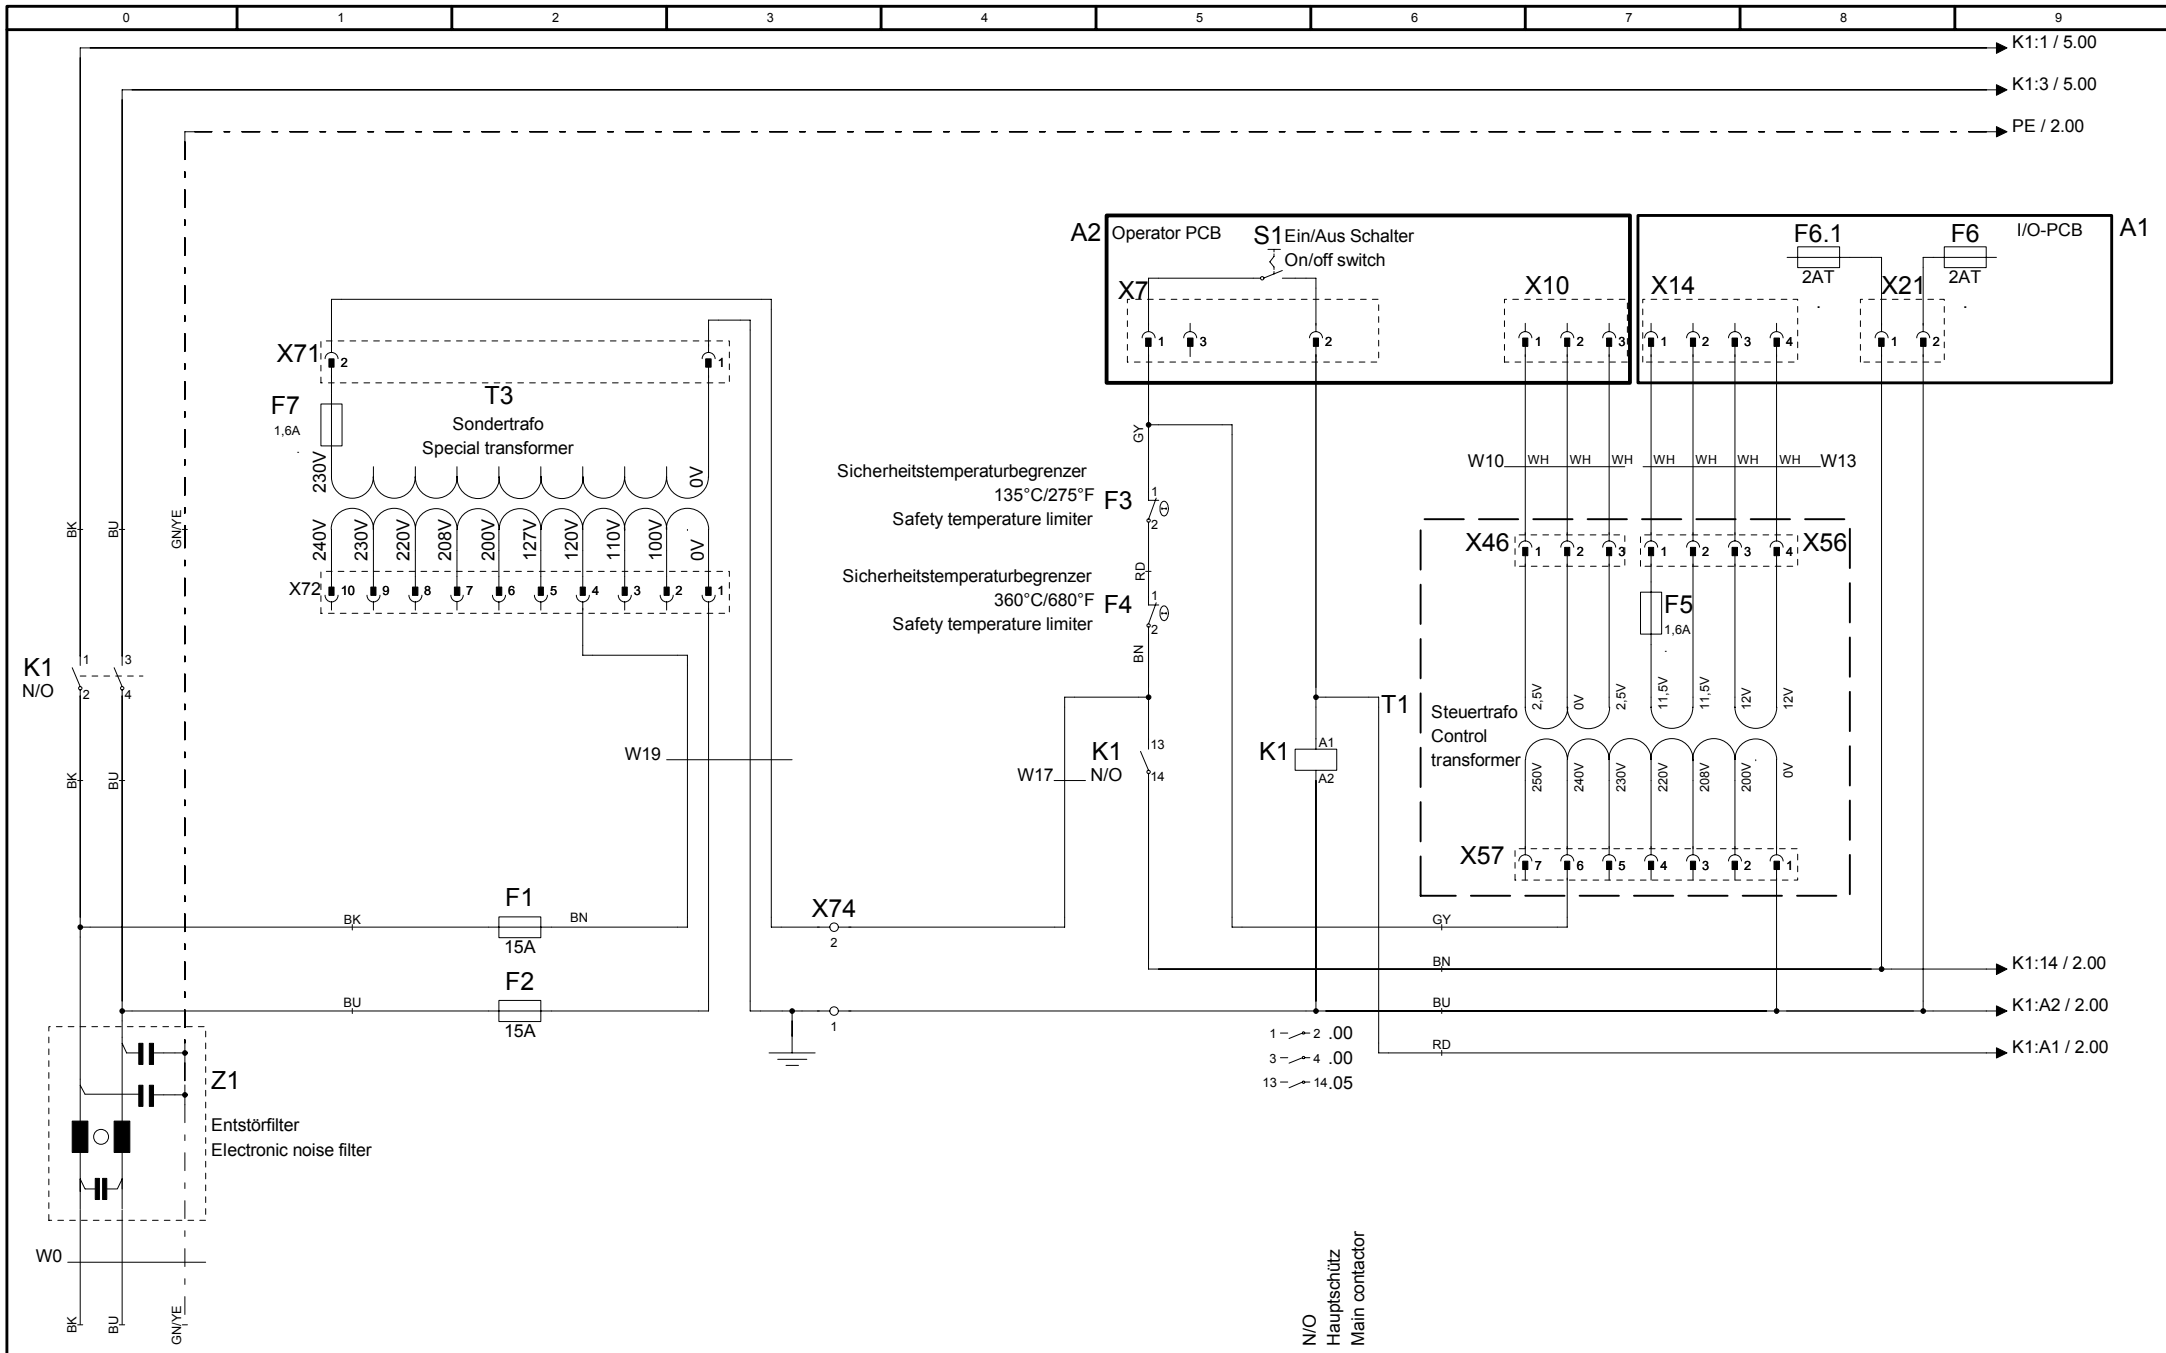 0 1 2 3 4 5 6 7 8 9
K1:1 / 5.00
K1:3 / 5.00
PE / 2.00
A2 Operator PCB
S1 Ein/Aus Schalter
On/off switch
F6.1
2AT
F6
2AT
I/O-PCB
A1
X7
1 3 2
X10
1 2 3
X14
1 2 3 4
X21
1 2
X71
2 1
F7
1,6A
T3
Sondertrafo
Special transformer
230V 0V
240V 230V 220V 208V 200V 127V 120V 110V 100V 0V
X72
10 9 8 7 6 5 4 3 2 1
BK BU GN/YE
GY
Sicherheitstemperaturbegrenzer
135°C/275°F
Safety temperature limiter
F3
1
2
RD
Sicherheitstemperaturbegrenzer
360°C/680°F
Safety temperature limiter
F4
1
2
BN
W10 WH WH WH WH WH WH WH W13
X46
1 2 3
1 2 3 4
X56
F5
1,6A
2,5V 0V 2,5V 11,5V 11,5V 12V 12V
T1
Steuertrafo
Control
transformer
250V 240V 230V 220V 208V 200V 0V
X57
7 6 5 4 3 2 1
K1
N/O
1 3
2 4
BK BU
W19
W17
K1
N/O
13
14
K1
A1
A2
BK
F1
15A
BN
X74
2
GY
BN
K1:14 / 2.00
BU
F2
15A
1
BU
K1:A2 / 2.00
RD
K1:A1 / 2.00
1 2 .00
3 4 .00
13 14 .05
Z1
Entstörfilter
Electronic noise filter
W0
BK BU GN/YE
N/O
Hauptschütz
Main contactor